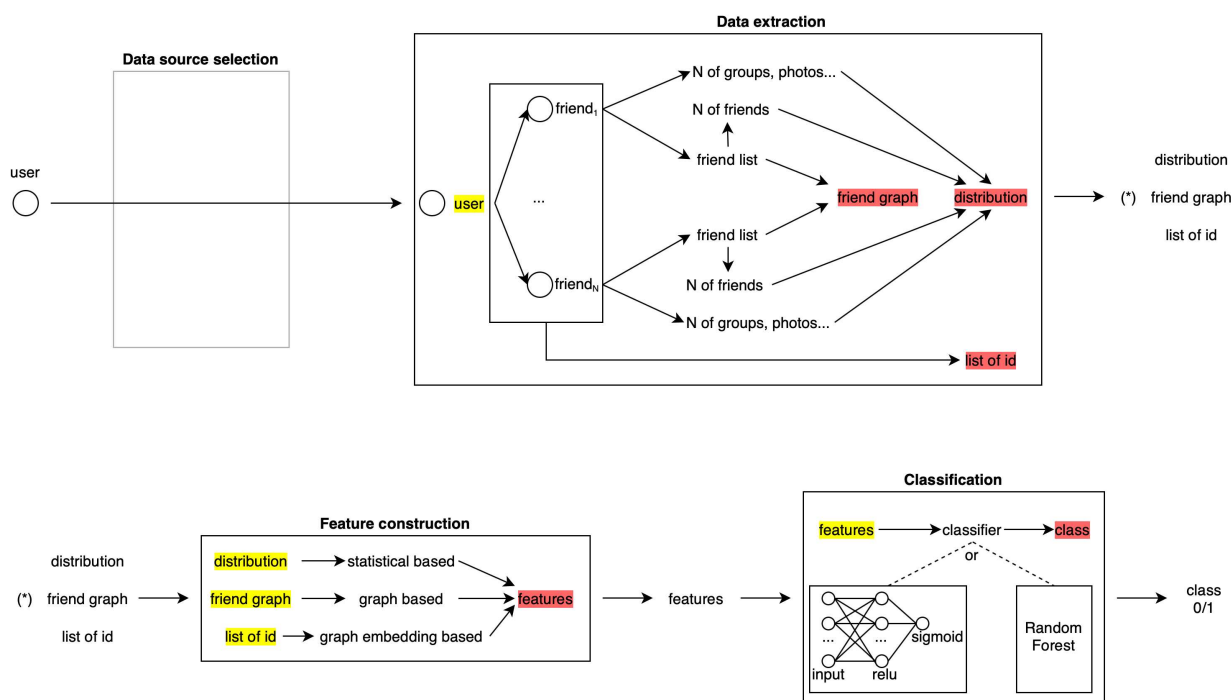 Data extraction
Data source selection
user
user
friend1
...
friendN
N of groups, photos...
N of friends
friend list
friend graph
distribution
friend list
N of friends
N of groups, photos...
list of id
distribution
(*) friend graph
list of id
Feature construction
distribution
(*) friend graph
list of id
distribution
statistical based
friend graph
graph based
features
list of id
graph embedding based
features
Classification
features
classifier
class
or
...
...
sigmoid
input
relu
Random
Forest
class
0/1